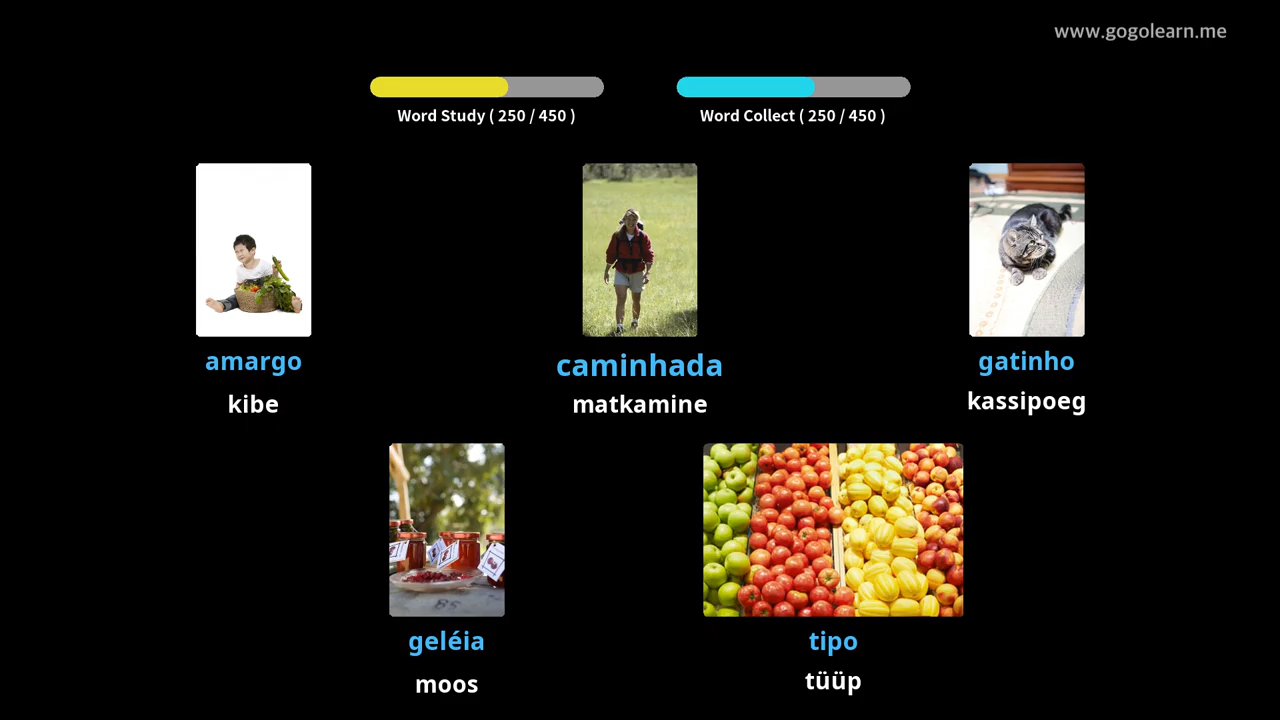 www.gogolearn.me
Word Study ( 250 / 450 )
Word Collect ( 250 / 450 )
amargo
kibe
caminhada
matkamine
gatinho
kassipoeg
geléia
moos
tipo
tüüp